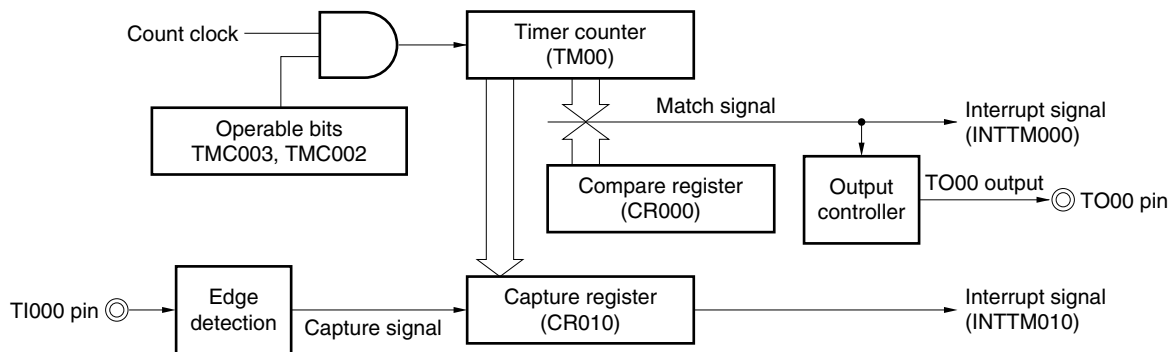 Count clock
Timer counter
(TM00)
Operable bits
TMC003, TMC002
Match signal
Interrupt signal
(INTTM000)
Compare register
(CR000)
Output
controller
TO00 output
TO00 pin
TI000 pin
Edge
detection
Capture signal
Capture register
(CR010)
Interrupt signal
(INTTM010)